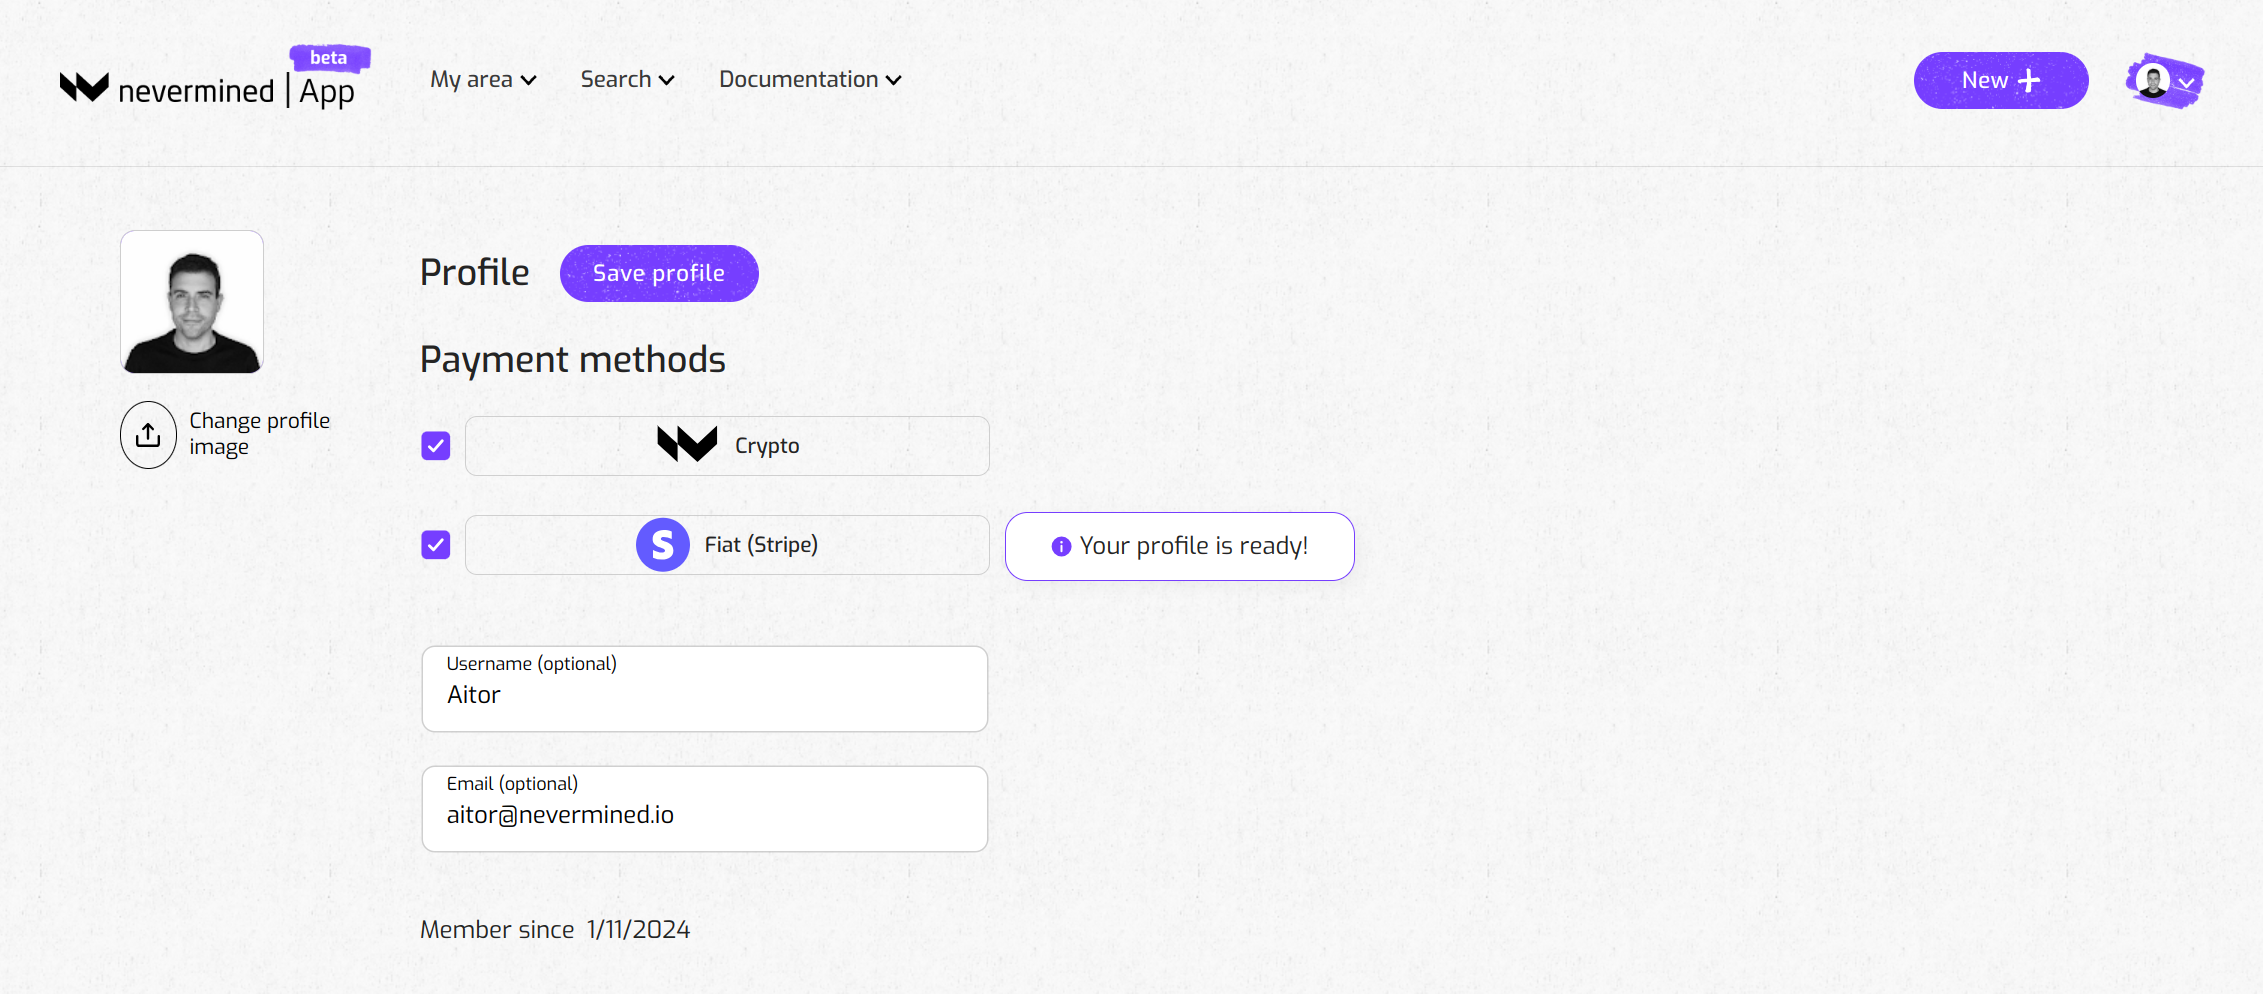 beta
nevermined | App
My area
Search
Documentation
New +
Profile
Save profile
Payment methods
Change profile
image
Crypto
S Fiat (Stripe)
Your profile is ready!
Username (optional)
Aitor
Email (optional)
aitor@nevermined.io
Member since 1/11/2024